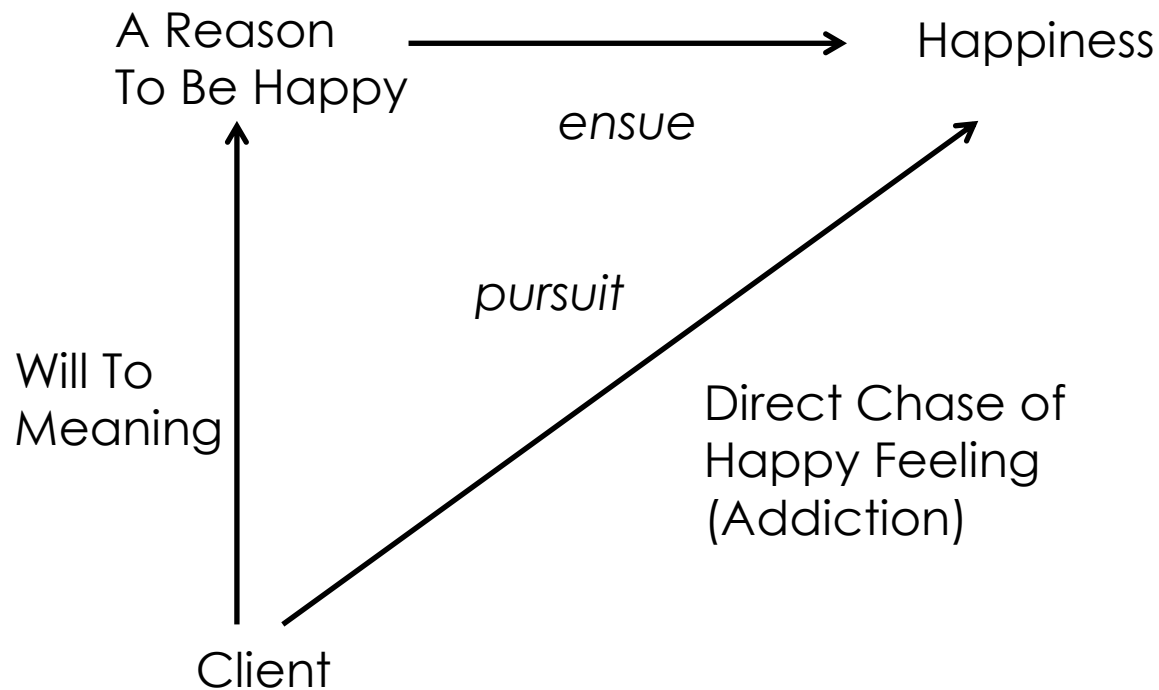 A Reason
To Be Happy
Happiness
ensue
pursuit
Will To
Meaning
Direct Chase of
Happy Feeling
(Addiction)
Client